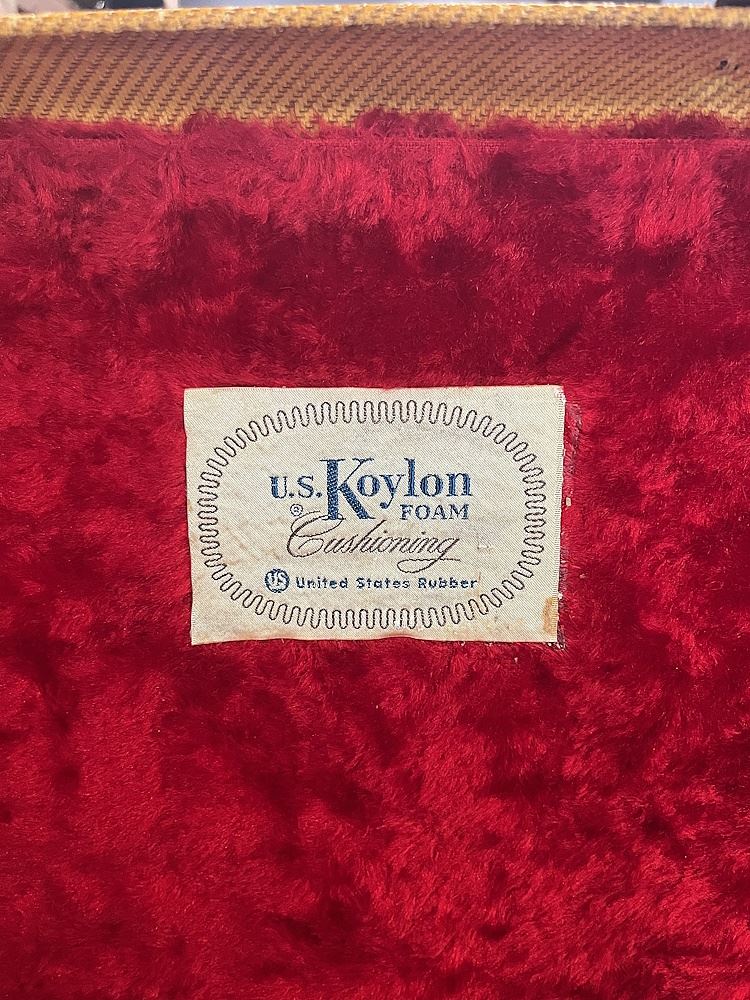 U.S. Koylon
® FOAM
Cushioning
US United States Rubber